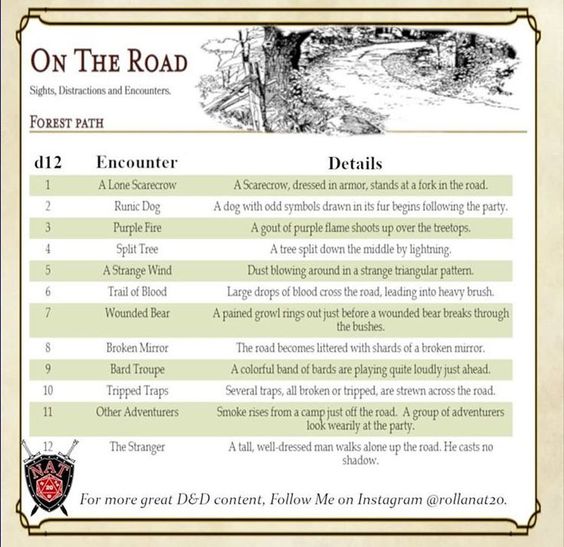 On The Road
Sights, Distractions and Encounters.
Forest path
d12 Encounter Details
1 A Lone Scarecrow A Scarecrow, dressed in armor, stands at a fork in the road.
2 Runic Dog A dog with odd symbols drawn in its fur begins following the party.
3 Purple Fire A gout of purple flame shoots up over the treetops.
4 Split Tree A tree split down the middle by lightning.
5 A Strange Wind Dust blowing around in a strange triangular pattern.
6 Trail of Blood Large drops of blood cross the road, leading into heavy brush.
7 Wounded Bear A pained growl rings out just before a wounded bear breaks through
the bushes.
8 Broken Mirror The road becomes littered with shards of a broken mirror.
9 Bard Troupe A colorful band of bards are playing quite loudly just ahead.
10 Tripped Traps Several traps, all broken or tripped, are strewn across the road.
11 Other Adventurers Smoke rises from a camp just off the road. A group of adventurers
look wearily at the party.
12 The Stranger A tall, well-dressed man walks alone up the road. He casts no
shadow.
NAT
20
For more great D&D content, Follow Me on Instagram @rollanat20.